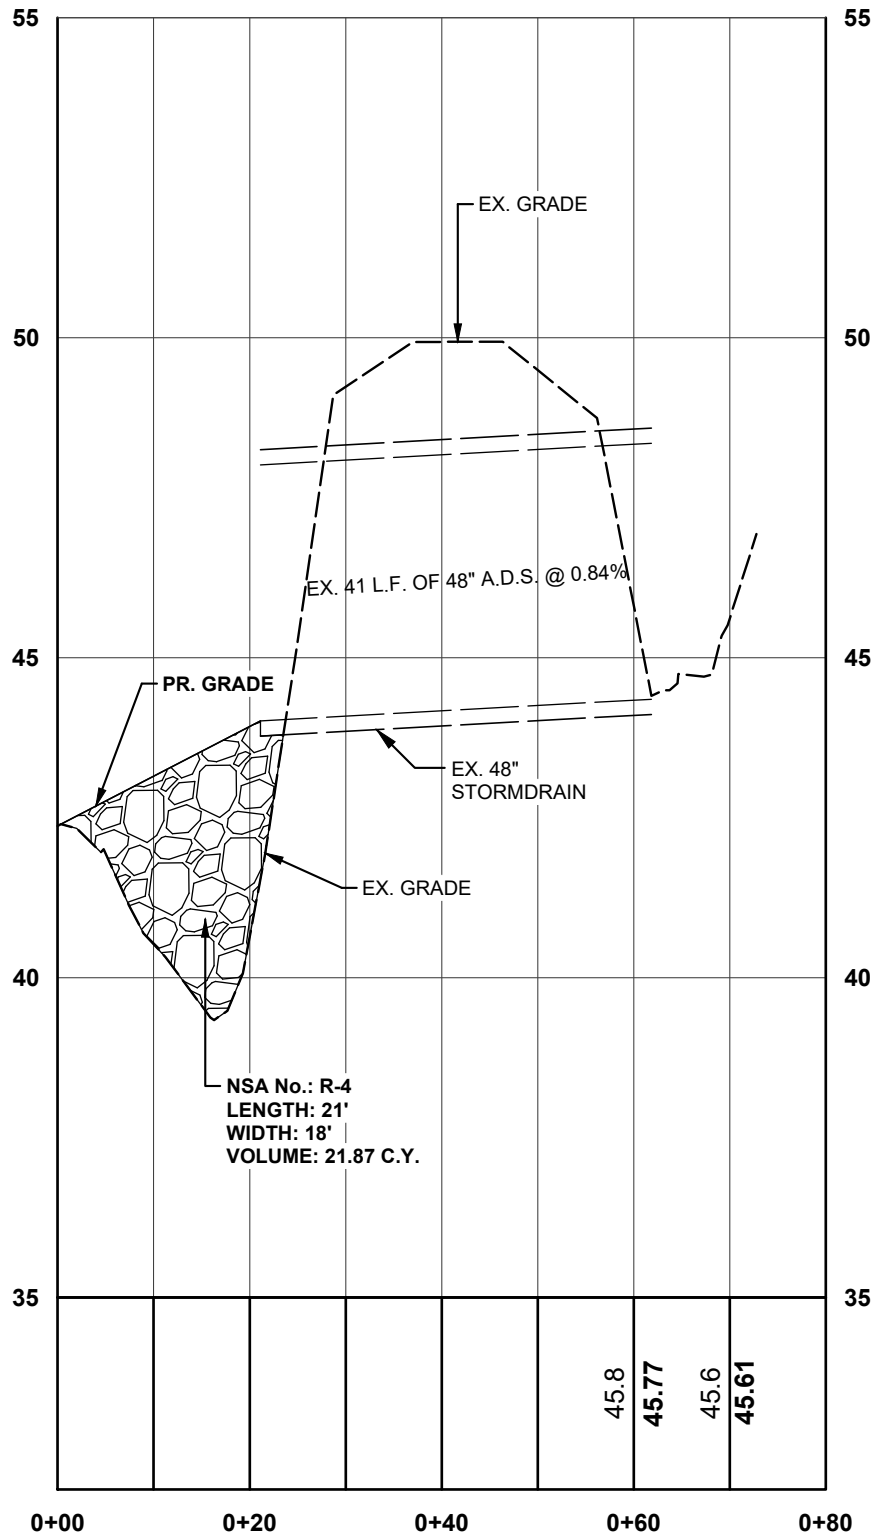 55
55
EX. GRADE
50
50
EX. 41 L.F. OF 48" A.D.S. @ 0.84%
45
45
PR. GRADE
EX. 48"
STORMDRAIN
EX. GRADE
40
40
NSA No.: R-4
LENGTH: 21'
WIDTH: 18'
VOLUME: 21.87 C.Y.
35
35
45.8
45.77
45.6
45.61
0+00
0+20
0+40
0+60
0+80